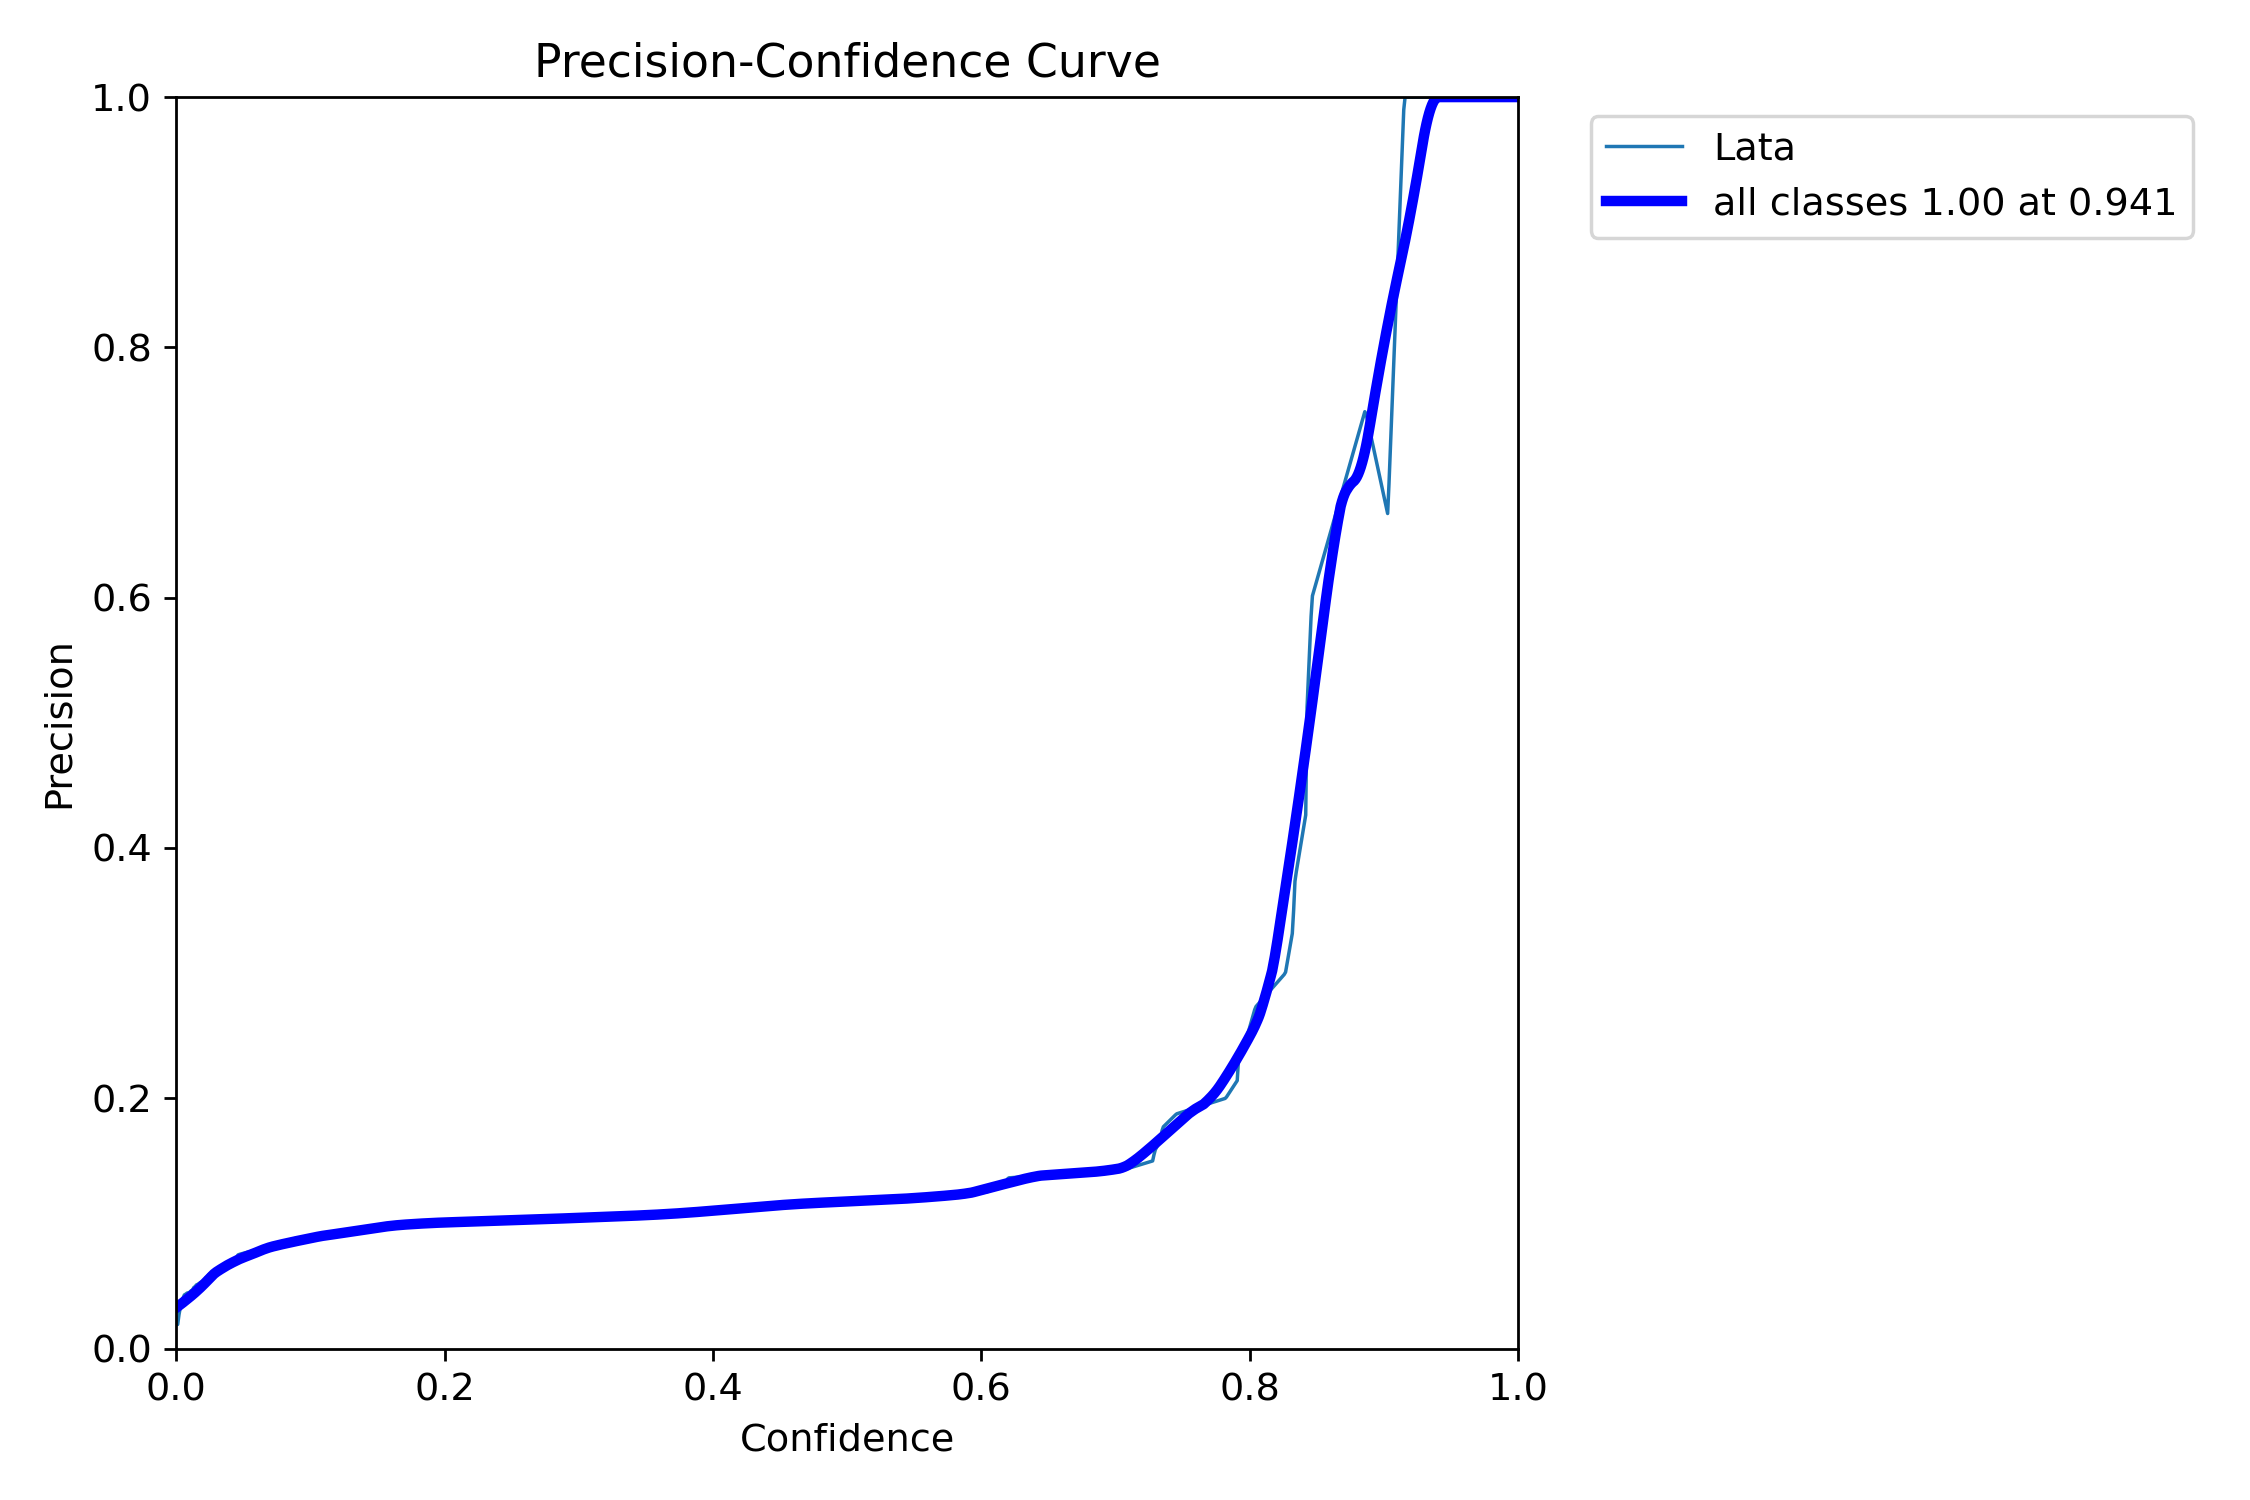 Precision-Confidence Curve
1.0
0.8
0.6
0.4
0.2
0.0
Precision
0.0 0.2 0.4 0.6 0.8 1.0
Confidence
Lata
all classes 1.00 at 0.941